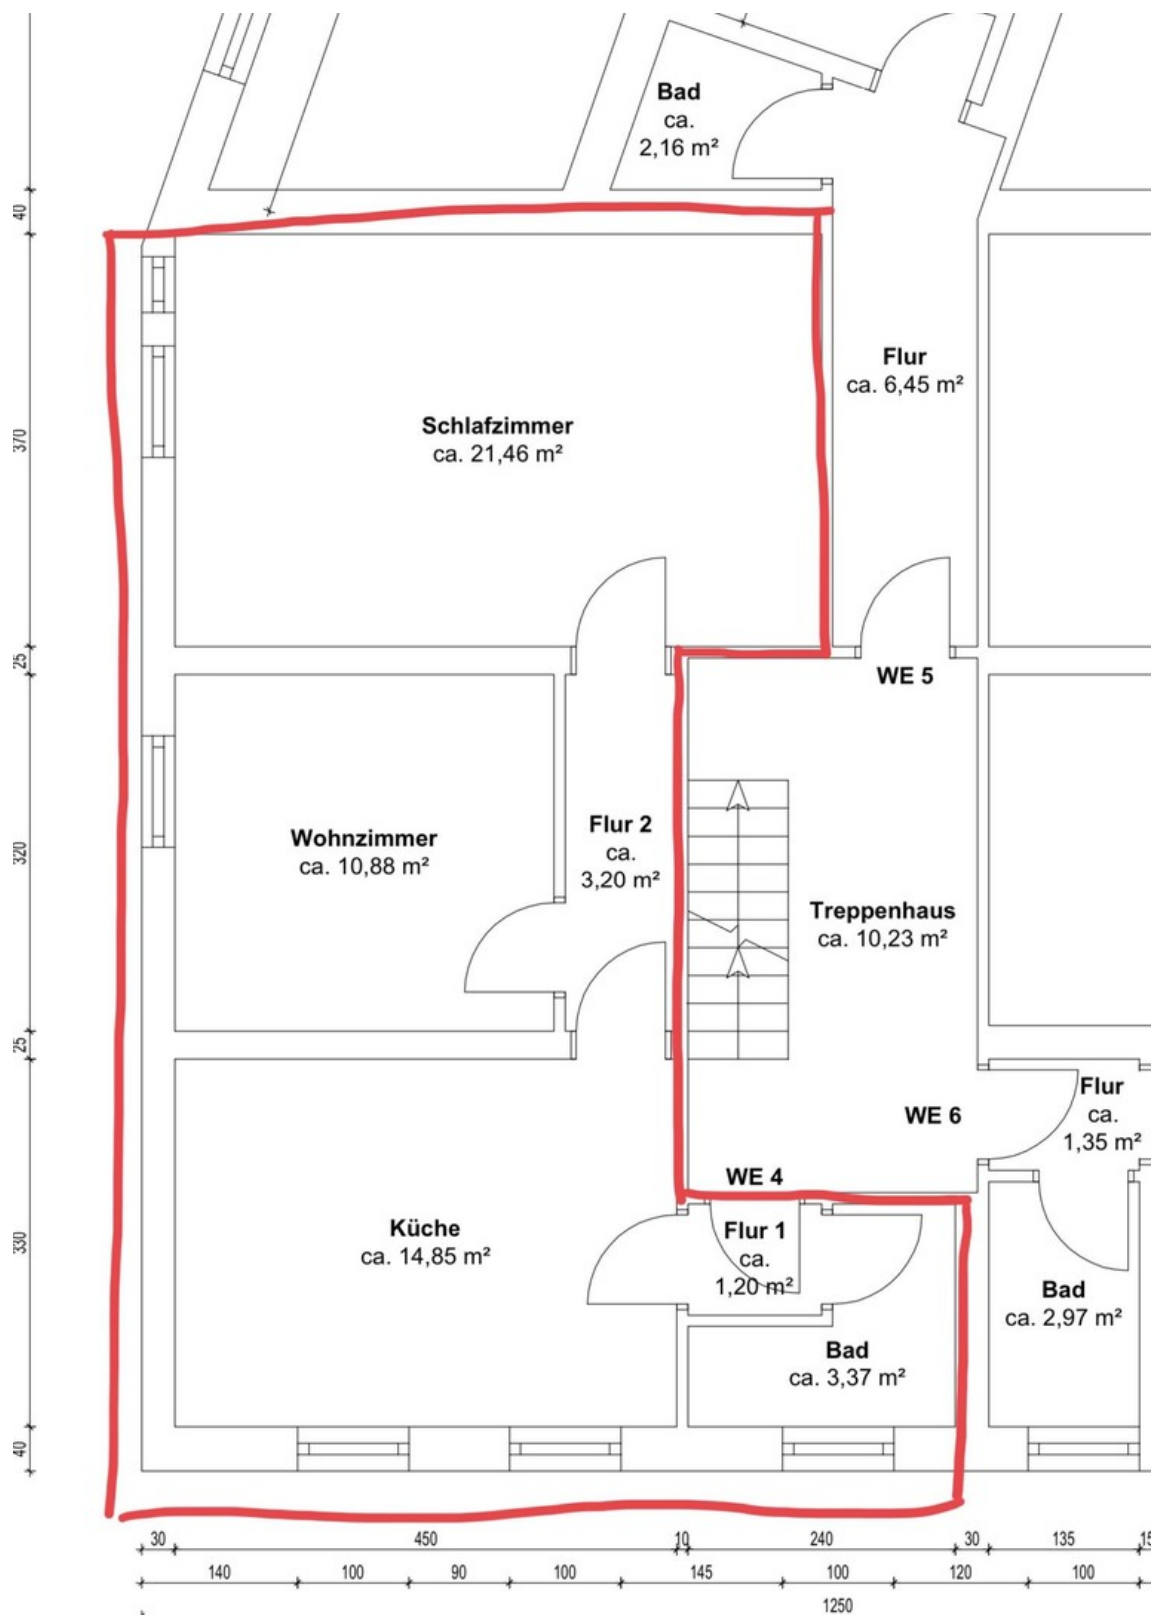 Bad
ca.
2,16 m²
Flur
ca. 6,45 m²
Schlafzimmer
ca. 21,46 m²
WE 5
Wohnzimmer
ca. 10,88 m²
Flur 2
ca.
3,20 m²
Treppenhaus
ca. 10,23 m²
WE 6
Flur
ca.
1,35 m²
WE 4
Küche
ca. 14,85 m²
Flur 1
ca.
1,20 m²
Bad
ca. 3,37 m²
Bad
ca. 2,97 m²
40
370
25
320
25
330
40
30 450 10 240 30 135 15
140 100 90 100 145 100 120 100
1250